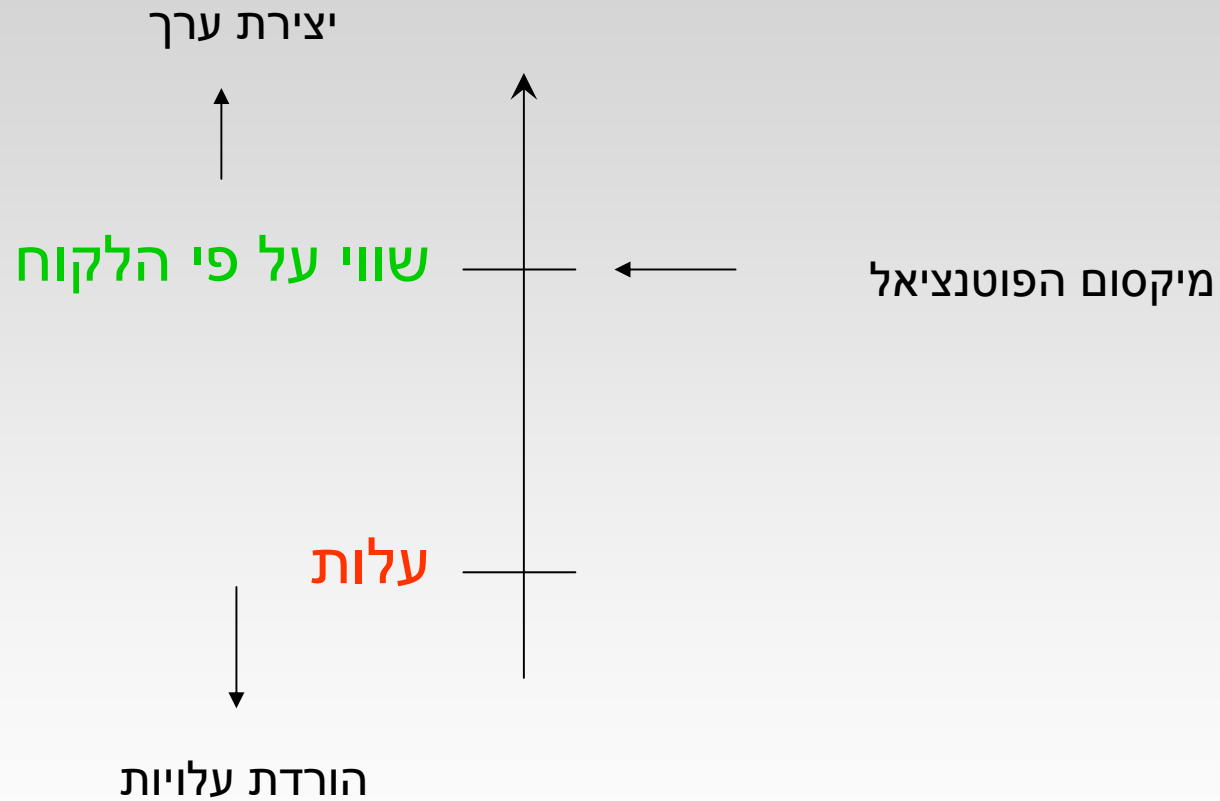 יצירת ערך
שווי על פי הלקוח
מיקסום הפוטנציאל
עלות
הורדת עלויות